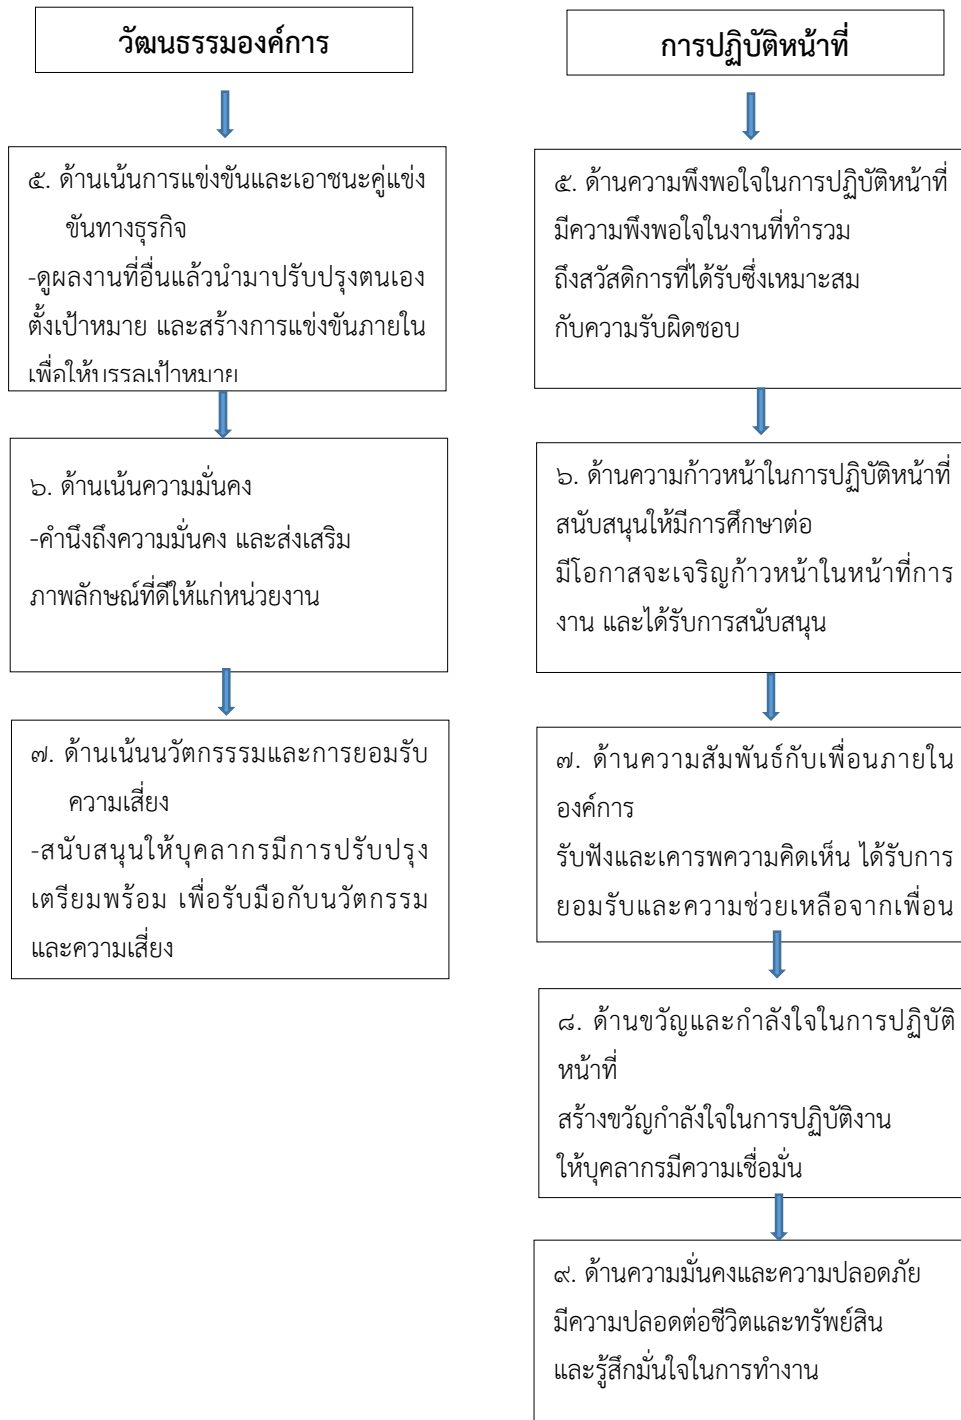 วัฒนธรรมองค์การ
๕. ด้านเน้นการแข่งขันและเอาชนะคู่แข่ง
ขันทางธุรกิจ
-ดูผลงานที่อื่นแล้วนำมาปรับปรุงตนเอง
ตั้งเป้าหมาย และสร้างการแข่งขันภายใน
เพื่อให้บรรลุเป้าหมาย
๖. ด้านเน้นความมั่นคง
-คำนึงถึงความมั่นคง และส่งเสริม
ภาพลักษณ์ที่ดีให้แก่หน่วยงาน
๗. ด้านเน้นนวัตกรรรมและการยอมรับ
ความเสี่ยง
-สนับสนุนให้บุคลากรมีการปรับปรุง
เตรียมพร้อม เพื่อรับมือกับนวัตกรรม
และความเสี่ยง
การปฏิบัติหน้าที่
๕. ด้านความพึงพอใจในการปฏิบัติหน้าที่
มีความพึงพอใจในงานที่ทำรวม
ถึงสวัสดิการที่ได้รับซึ่งเหมาะสม
กับความรับผิดชอบ
๖. ด้านความก้าวหน้าในการปฏิบัติหน้าที่
สนับสนุนให้มีการศึกษาต่อ
มีโอกาสจะเจริญก้าวหน้าในหน้าที่การ
งาน และได้รับการสนับสนุน
๗. ด้านความสัมพันธ์กับเพื่อนภายใน
องค์การ
รับฟังและเคารพความคิดเห็น ได้รับการ
ยอมรับและความช่วยเหลือจากเพื่อน
๘. ด้านขวัญและกำลังใจในการปฏิบัติ
หน้าที่
สร้างขวัญกำลังใจในการปฏิบัติงาน
ให้บุคลากรมีความเชื่อมั่น
๙. ด้านความมั่นคงและความปลอดภัย
มีความปลอดต่อชีวิตและทรัพย์สิน
และรู้สึกมั่นใจในการทำงาน